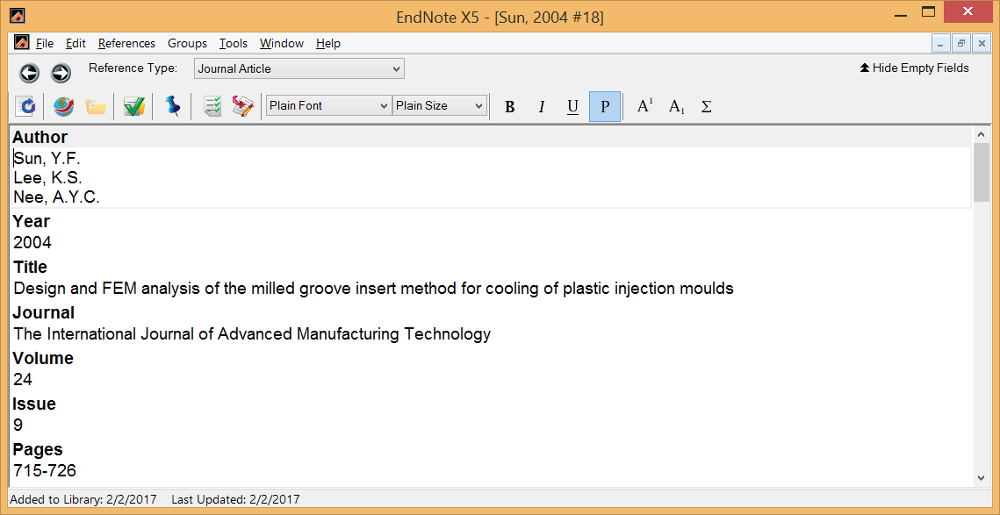 EndNote X5 - [Sun, 2004 #18]
File Edit References Groups Tools Window Help
Reference Type: Journal Article Hide Empty Fields
Plain Font Plain Size B I U P A1 A1 Σ
Author
Sun, Y.F.
Lee, K.S.
Nee, A.Y.C.
Year
2004
Title
Design and FEM analysis of the milled groove insert method for cooling of plastic injection moulds
Journal
The International Journal of Advanced Manufacturing Technology
Volume
24
Issue
9
Pages
715-726
Added to Library: 2/2/2017 Last Updated: 2/2/2017